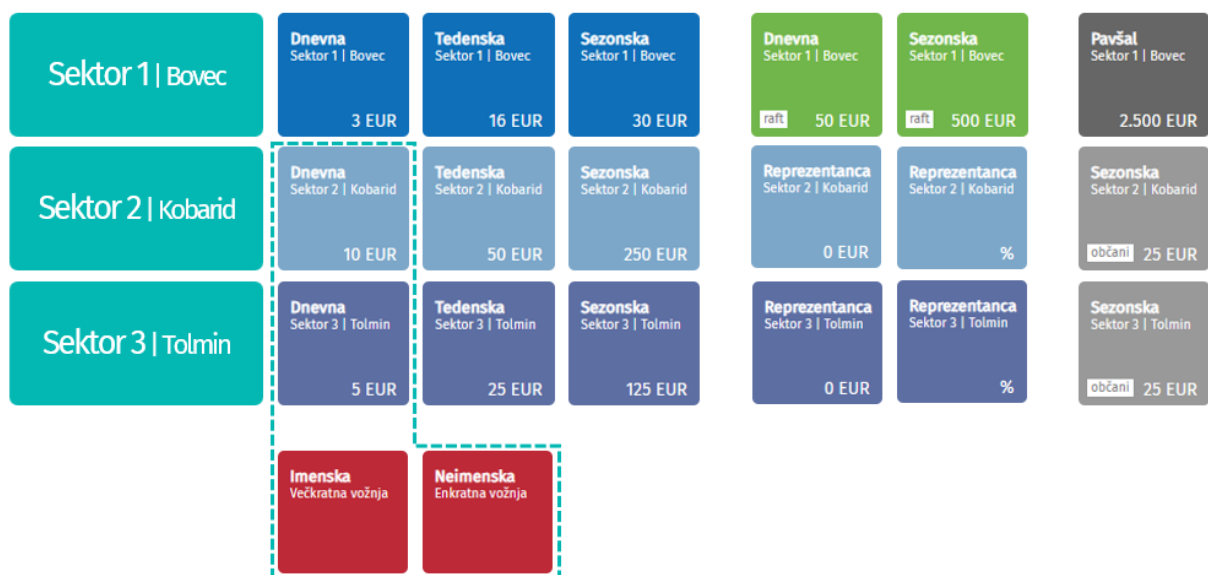 Sektor 1 | Bovec
Dnevna
Sektor 1 | Bovec
3 EUR
Tedenska
Sektor 1 | Bovec
16 EUR
Sezonska
Sektor 1 | Bovec
30 EUR
Dnevna
Sektor 1 | Bovec
raft 50 EUR
Sezonska
Sektor 1 | Bovec
raft 500 EUR
Pavšal
Sektor 1 | Bovec
2.500 EUR
Sektor 2 | Kobarid
Dnevna
Sektor 2 | Kobarid
10 EUR
Tedenska
Sektor 2 | Kobarid
50 EUR
Sezonska
Sektor 2 | Kobarid
250 EUR
Reprezentanca
Sektor 2 | Kobarid
0 EUR
Reprezentanca
Sektor 2 | Kobarid
%
Sezonska
Sektor 2 | Kobarid
občani 25 EUR
Sektor 3 | Tolmin
Dnevna
Sektor 3 | Tolmin
5 EUR
Tedenska
Sektor 3 | Tolmin
25 EUR
Sezonska
Sektor 3 | Tolmin
125 EUR
Reprezentanca
Sektor 3 | Tolmin
0 EUR
Reprezentanca
Sektor 3 | Tolmin
%
Sezonska
Sektor 3 | Tolmin
občani 25 EUR
Imenska
Večkratna vožnja
Neimenska
Enkratna vožnja